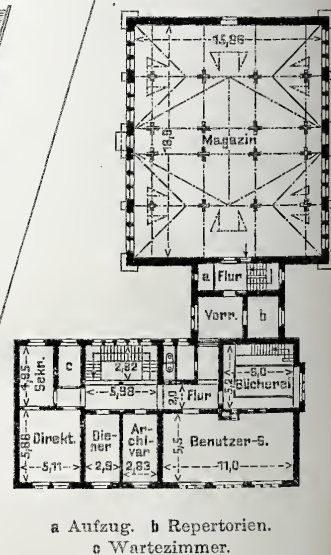 15,86
18,6
Magazin
a Flur
Vorr. b
Sekr. c 2,82 6,0
4,95 5,2 Bücherei
5,98 2,0 Flur
Direkt. Die- Ar- Benutzer-S.
ner chi-
var
5,88 5,5
5,11 2,9 2,83 11,0
a Aufzug. b Repertorien.
c Wartezimmer.